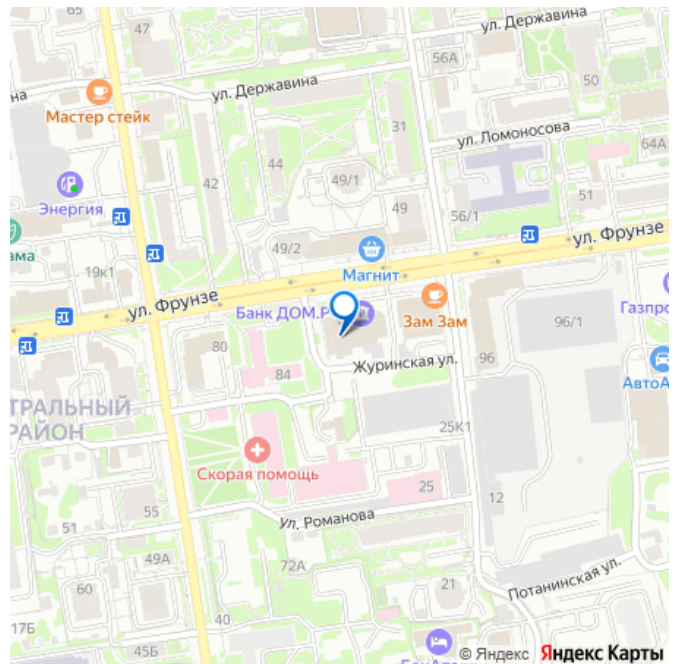 47
ул. Державина
56А
50
на
Мастер стейк
ул. Державина
31
ул. Ломоносова
64А
44
42
49/1
Энергия
49
51
56/1
ул. Фрунзе
49/2
ама
19к1
Магнит
ул. Фрунзе
Банк ДОМ.Р
Зам Зам
Газпро
96/1
80
84
Журинская ул.
96
АвтоА
ТРАЛЬНЫЙ
РАЙОН
25К1
Скорая помощь
25
12
55
ул. Романова
51
49А
72А
Потанинская ул.
60
21
40
17Б
45Б
© Яндекс Яндекс Карты